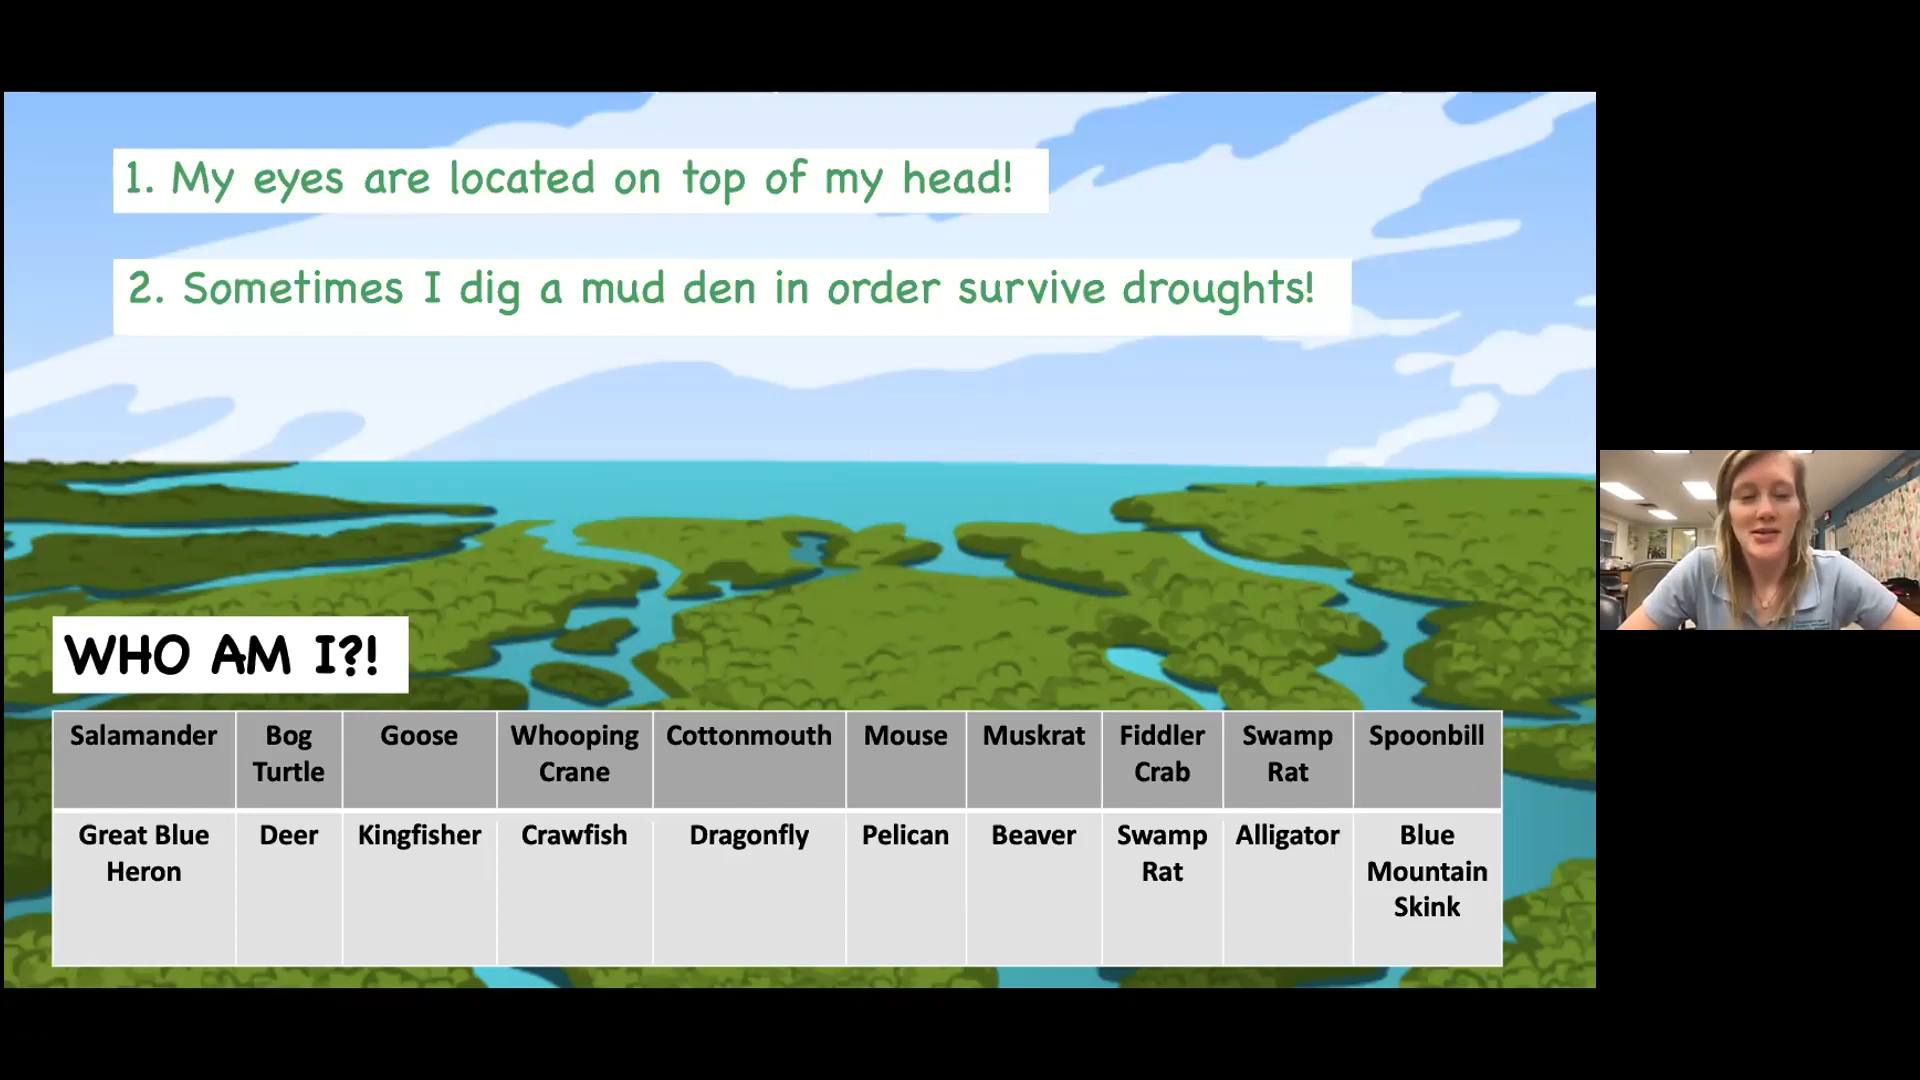 1. My eyes are located on top of my head!
2. Sometimes I dig a mud den in order survive droughts!
WHO AM I?!
Salamander Bog Turtle Goose Whooping Crane Cottonmouth Mouse Muskrat Fiddler Crab Swamp Rat Spoonbill
Great Blue Heron Deer Kingfisher Crawfish Dragonfly Pelican Beaver Swamp Rat Alligator Blue Mountain Skink